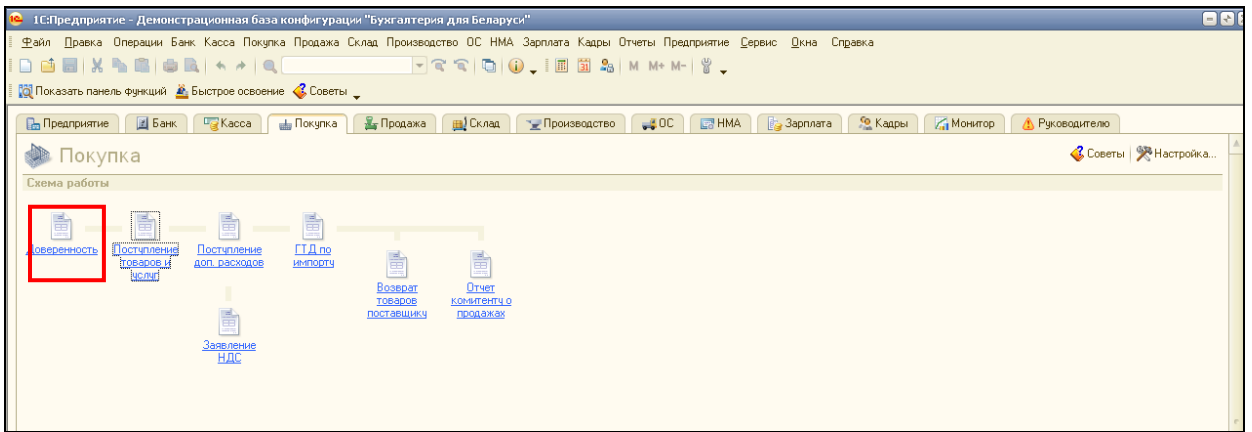 1С:Предприятие - Демонстрационная база конфигурации "Бухгалтерия для Беларуси"
Файл Правка Операции Банк Касса Покупка Продажа Склад Производство ОС НМА Зарплата Кадры Отчеты Предприятие Сервис Окна Справка
M M+ M-
Показать панель функций Быстрое освоение Советы
Предприятие Банк Касса Покупка Продажа Склад Производство ОС НМА Зарплата Кадры Монитор Руководителю
Покупка Советы Настройка...
Схема работы
Доверенность Поступление Поступление ГТД по
товаров и доп. расходов импорту
услуг
Возврат Отчет
товаров комитенту о
поставщику продажах
Заявление
НДС